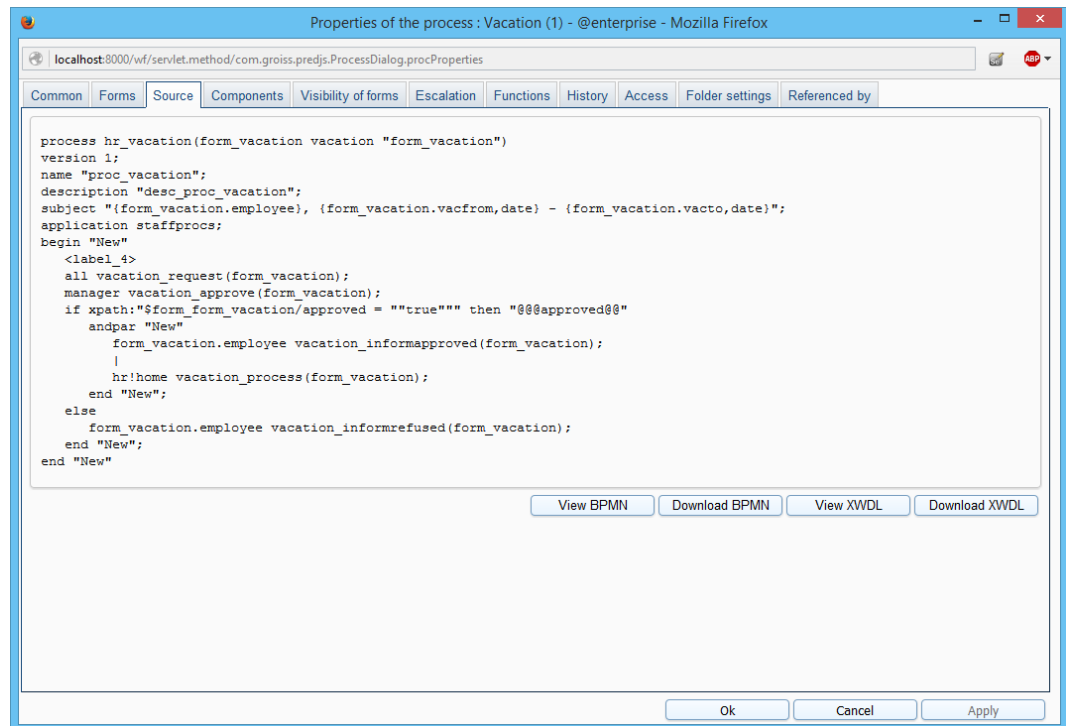 Properties of the process : Vacation (1) - @enterprise - Mozilla Firefox
localhost:8000/wf/servlet.method/com.groiss.predjs.ProcessDialog.procProperties
ABP
Common Forms Source Components Visibility of forms Escalation Functions History Access Folder settings Referenced by
process hr_vacation(form_vacation vacation "form_vacation")
version 1;
name "proc_vacation";
description "desc_proc_vacation";
subject "{form_vacation.employee}, {form_vacation.vacfrom,date} - {form_vacation.vacto,date}";
application staffprocs;
begin "New"
<label_4>
all vacation_request(form_vacation);
manager vacation_approve(form_vacation);
if xpath:"$form_form_vacation/approved = ""true""" then "@@@approved@@"
andpar "New"
form_vacation.employee vacation_informapproved(form_vacation);
|
hr!home vacation_process(form_vacation);
end "New";
else
form_vacation.employee vacation_informrefused(form_vacation);
end "New";
end "New"
View BPMN Download BPMN View XWDL Download XWDL
Ok Cancel Apply